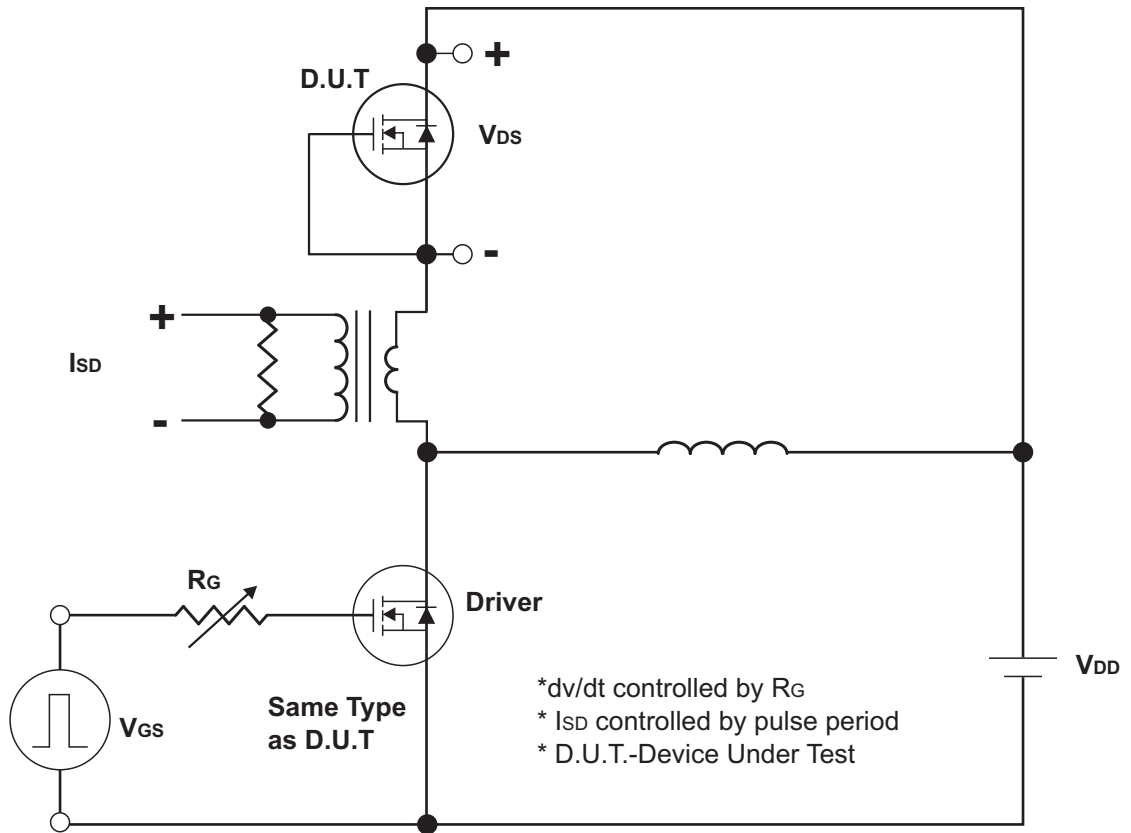 +
D.U.T
VDS
-
+
ISD
-
RG
Driver
VDD
VGS
Same Type
as D.U.T
*dv/dt controlled by RG
* ISD controlled by pulse period
* D.U.T.-Device Under Test